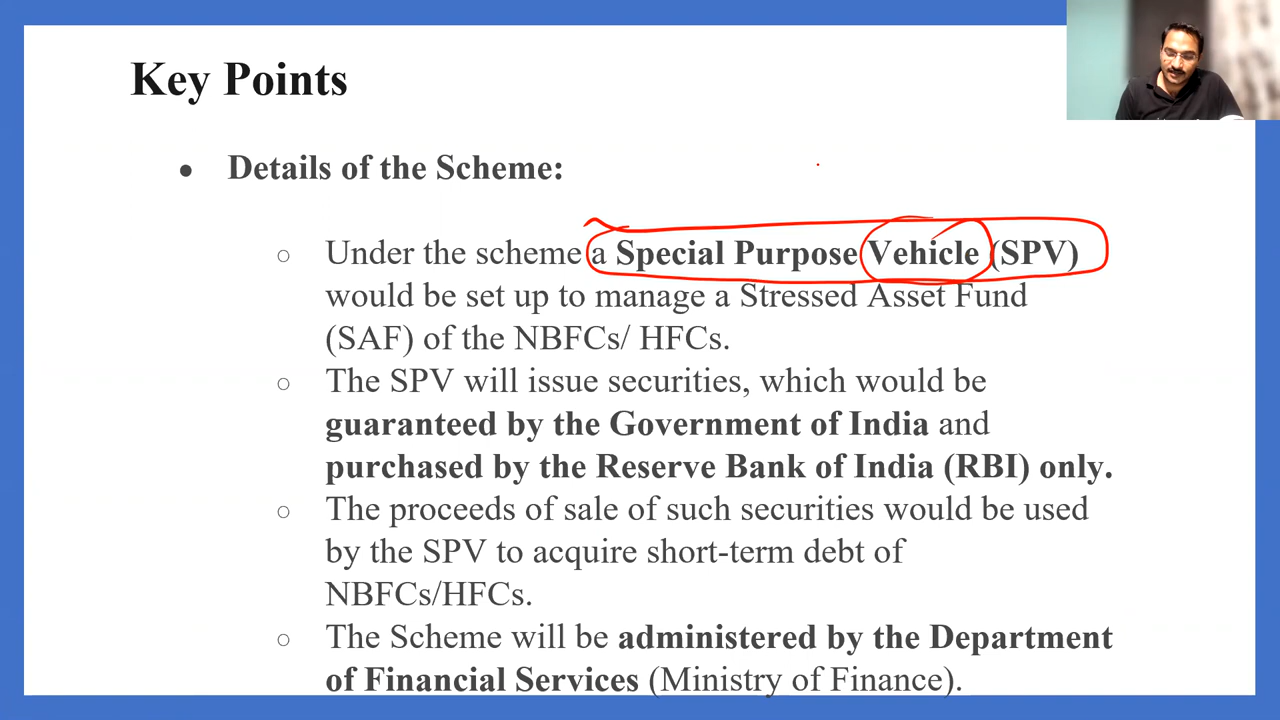 Key Points
● Details of the Scheme:
○ Under the scheme a Special Purpose Vehicle (SPV)
would be set up to manage a Stressed Asset Fund
(SAF) of the NBFCs/ HFCs.
○ The SPV will issue securities, which would be
guaranteed by the Government of India and
purchased by the Reserve Bank of India (RBI) only.
○ The proceeds of sale of such securities would be used
by the SPV to acquire short-term debt of
NBFCs/HFCs.
○ The Scheme will be administered by the Department
of Financial Services (Ministry of Finance).